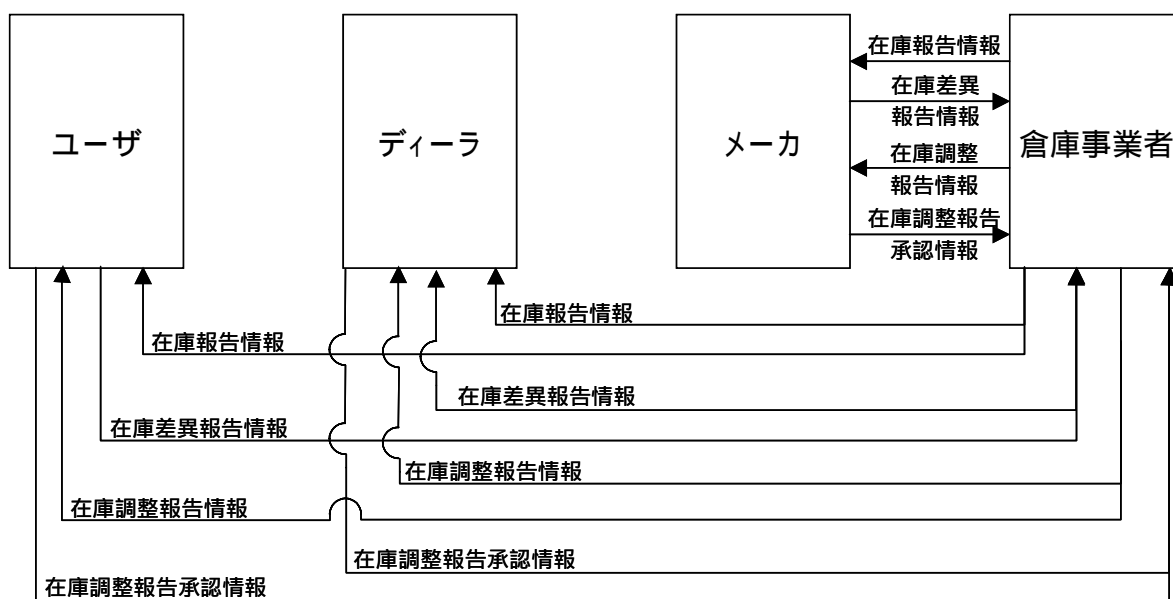 ユーザ
ディーラ
メーカ
倉庫事業者
在庫報告情報
在庫差異
報告情報
在庫調整
報告情報
在庫調整報告
承認情報
在庫報告情報
在庫報告情報
在庫差異報告情報
在庫差異報告情報
在庫調整報告情報
在庫調整報告情報
在庫調整報告承認情報
在庫調整報告承認情報